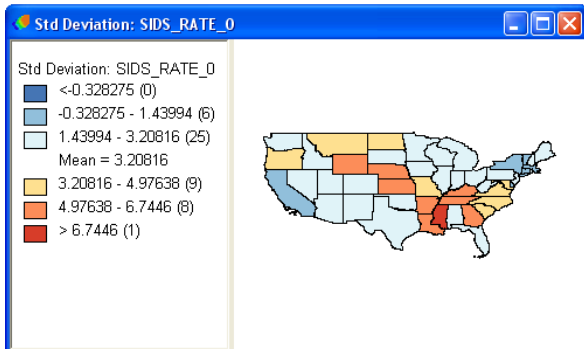 Std Deviation: SIDS_RATE_0
Std Deviation: SIDS_RATE_0
<-0.328275 (0)
-0.328275 - 1.43994 (6)
1.43994 - 3.20816 (25)
Mean = 3.20816
3.20816 - 4.97638 (9)
4.97638 - 6.7446 (8)
> 6.7446 (1)